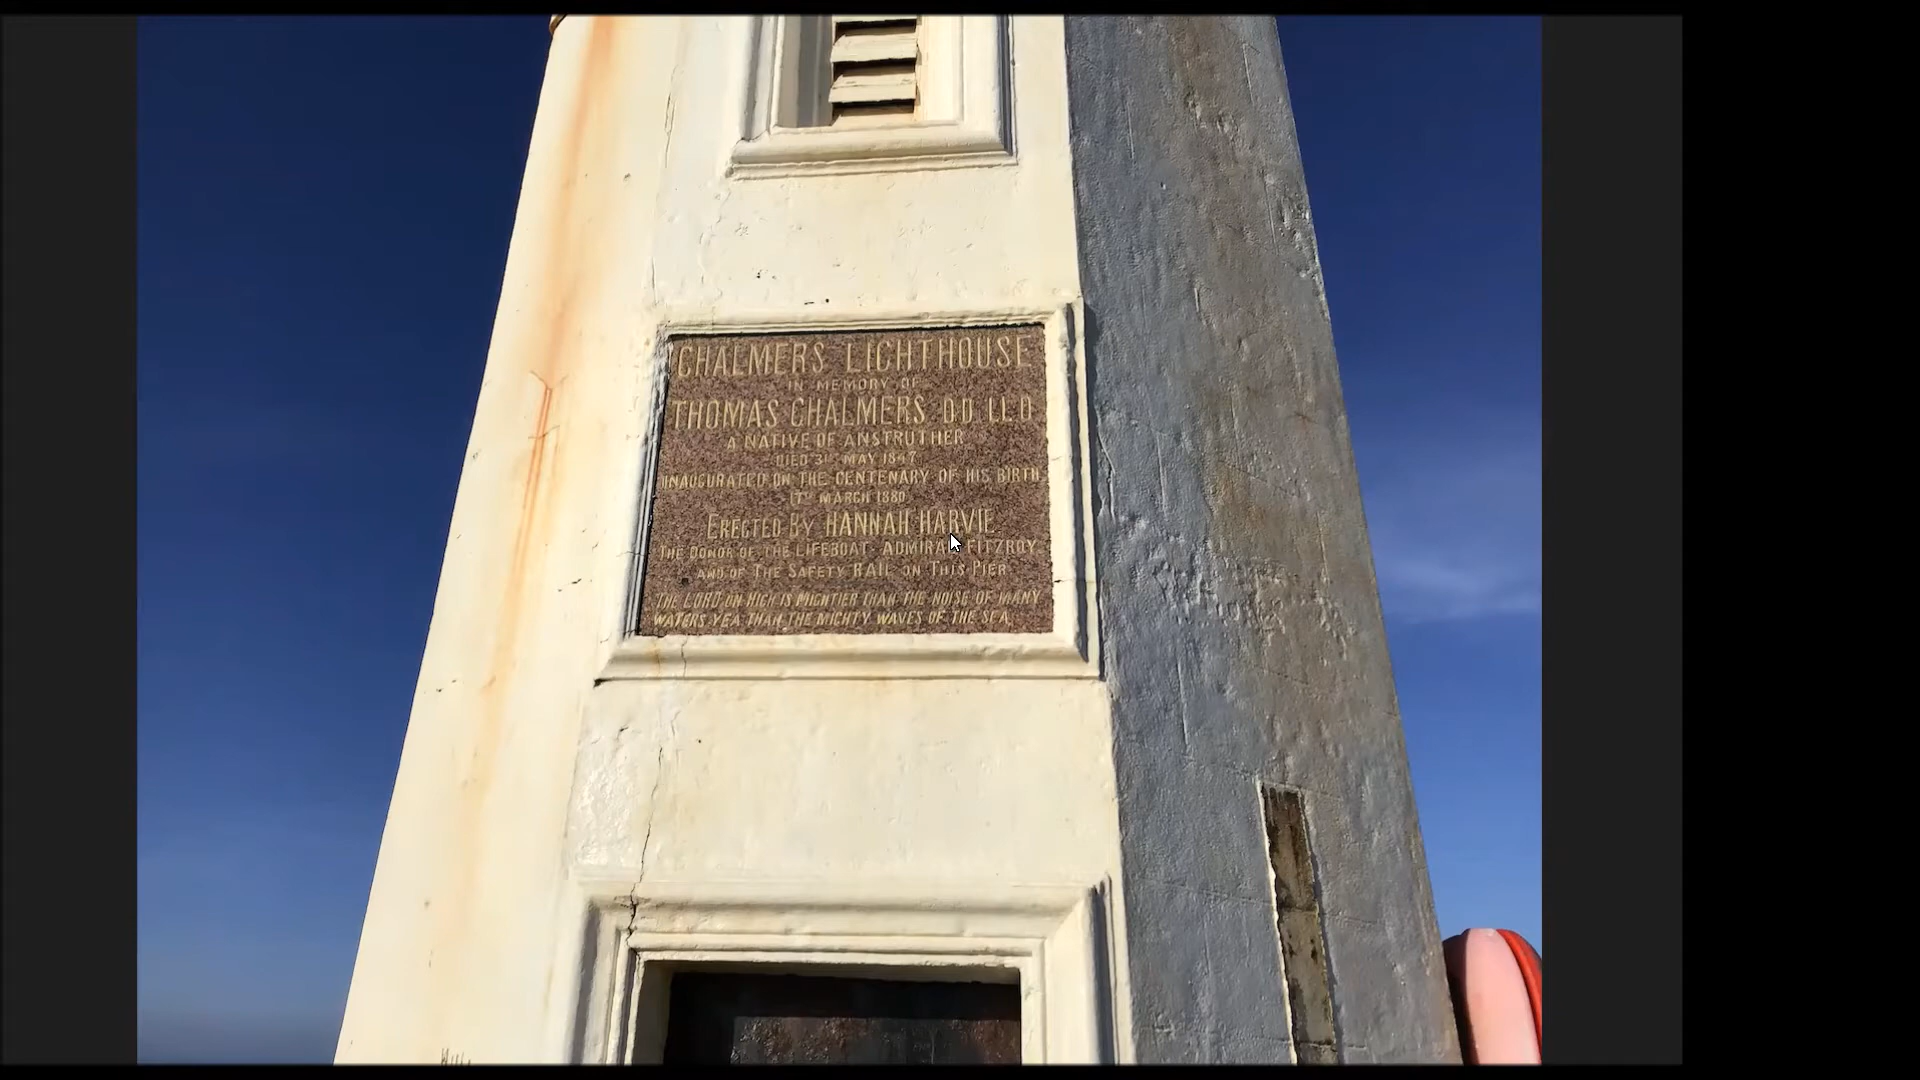 CHALMERS LIGHTHOUSE
IN MEMORY OF
THOMAS CHALMERS D.D. LL.D.
A NATIVE OF ANSTRUTHER
DIED 31ST MAY 1847
INAUGURATED ON THE CENTENARY OF HIS BIRTH
17TH MARCH 1880
ERECTED BY HANNAH HARVIE
THE DONOR OF THE LIFEBOAT ADMIRAL FITZROY
AND OF THE SAFETY RAIL ON THIS PIER
THE LORD ON HIGH IS MIGHTIER THAN THE NOISE OF MANY
WATERS YEA THAN THE MIGHTY WAVES OF THE SEA